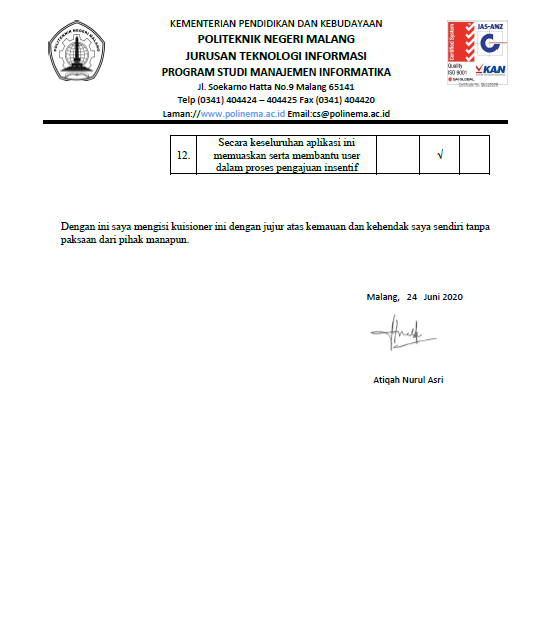 KEMENTERIAN PENDIDIKAN DAN KEBUDAYAAN
POLITEKNIK NEGERI MALANG
JURUSAN TEKNOLOGI INFORMASI
PROGRAM STUDI MANAJEMEN INFORMATIKA
Jl. Soekarno Hatta No.9 Malang 65141
Telp (0341) 404424 – 404425 Fax (0341) 404420
Laman://www.polinema.ac.id Email:cs@polinema.ac.id
POLITEKNIK NEGERI MALANG
Certified System
JAS-ANZ
Quality
ISO 9001
SAI GLOBAL
KAN
12. Secara keseluruhan aplikasi ini
memuaskan serta membantu user √
dalam proses pengajuan insentif
Dengan ini saya mengisi kuisioner ini dengan jujur atas kemauan dan kehendak saya sendiri tanpa
paksaan dari pihak manapun.
Malang, 24 Juni 2020
Atiqah Nurul Asri